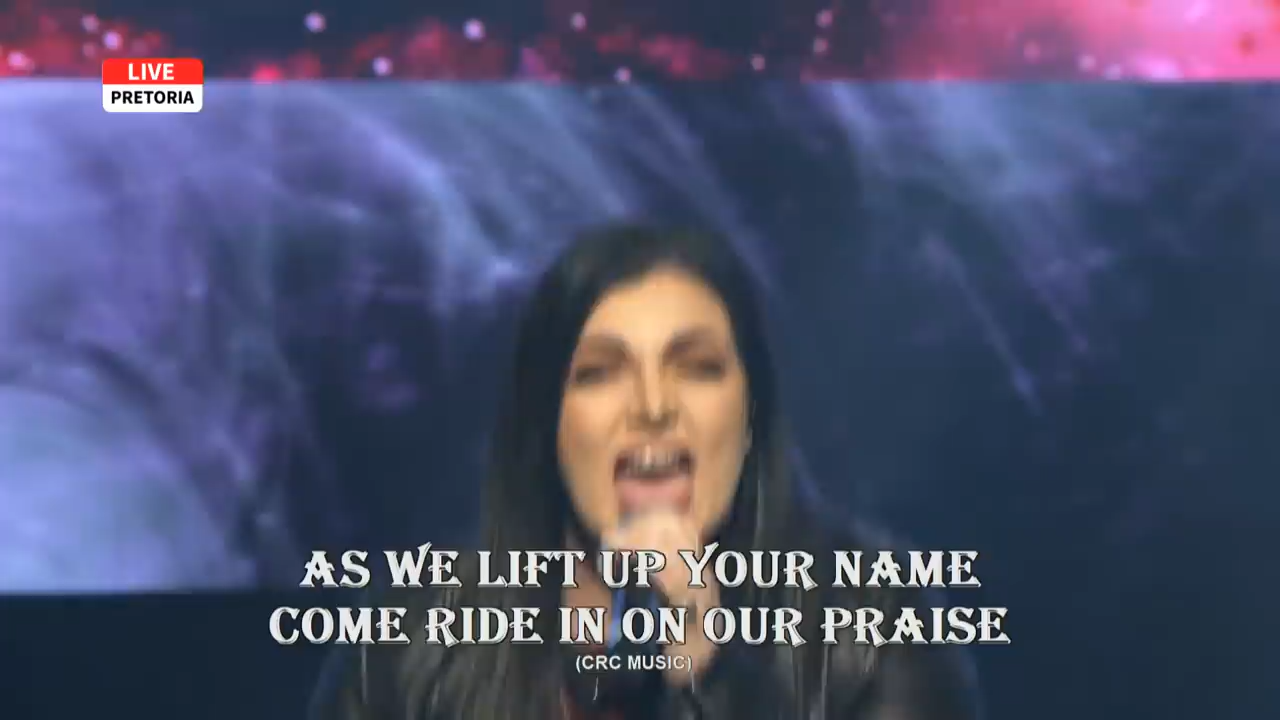 LIVE
PRETORIA
AS WE LIFT UP YOUR NAME
COME RIDE IN ON OUR PRAISE
(CRC MUSIC)